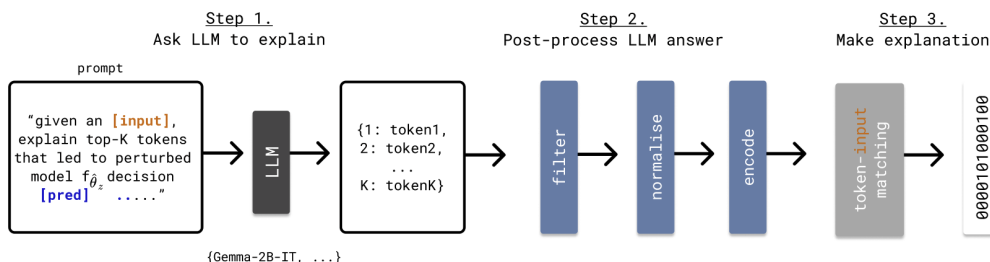 Step 1.
Ask LLM to explain
Step 2.
Post-process LLM answer
Step 3.
Make explanation
prompt
“given an [input],
explain top-K tokens
that led to perturbed
model fθ̂z decision
[pred] .....”
LLM
{Gemma-2B-IT, ...}
{1: token1,
2: token2,
...
K: tokenK}
filter
normalise
encode
token-input
matching
0000101000100